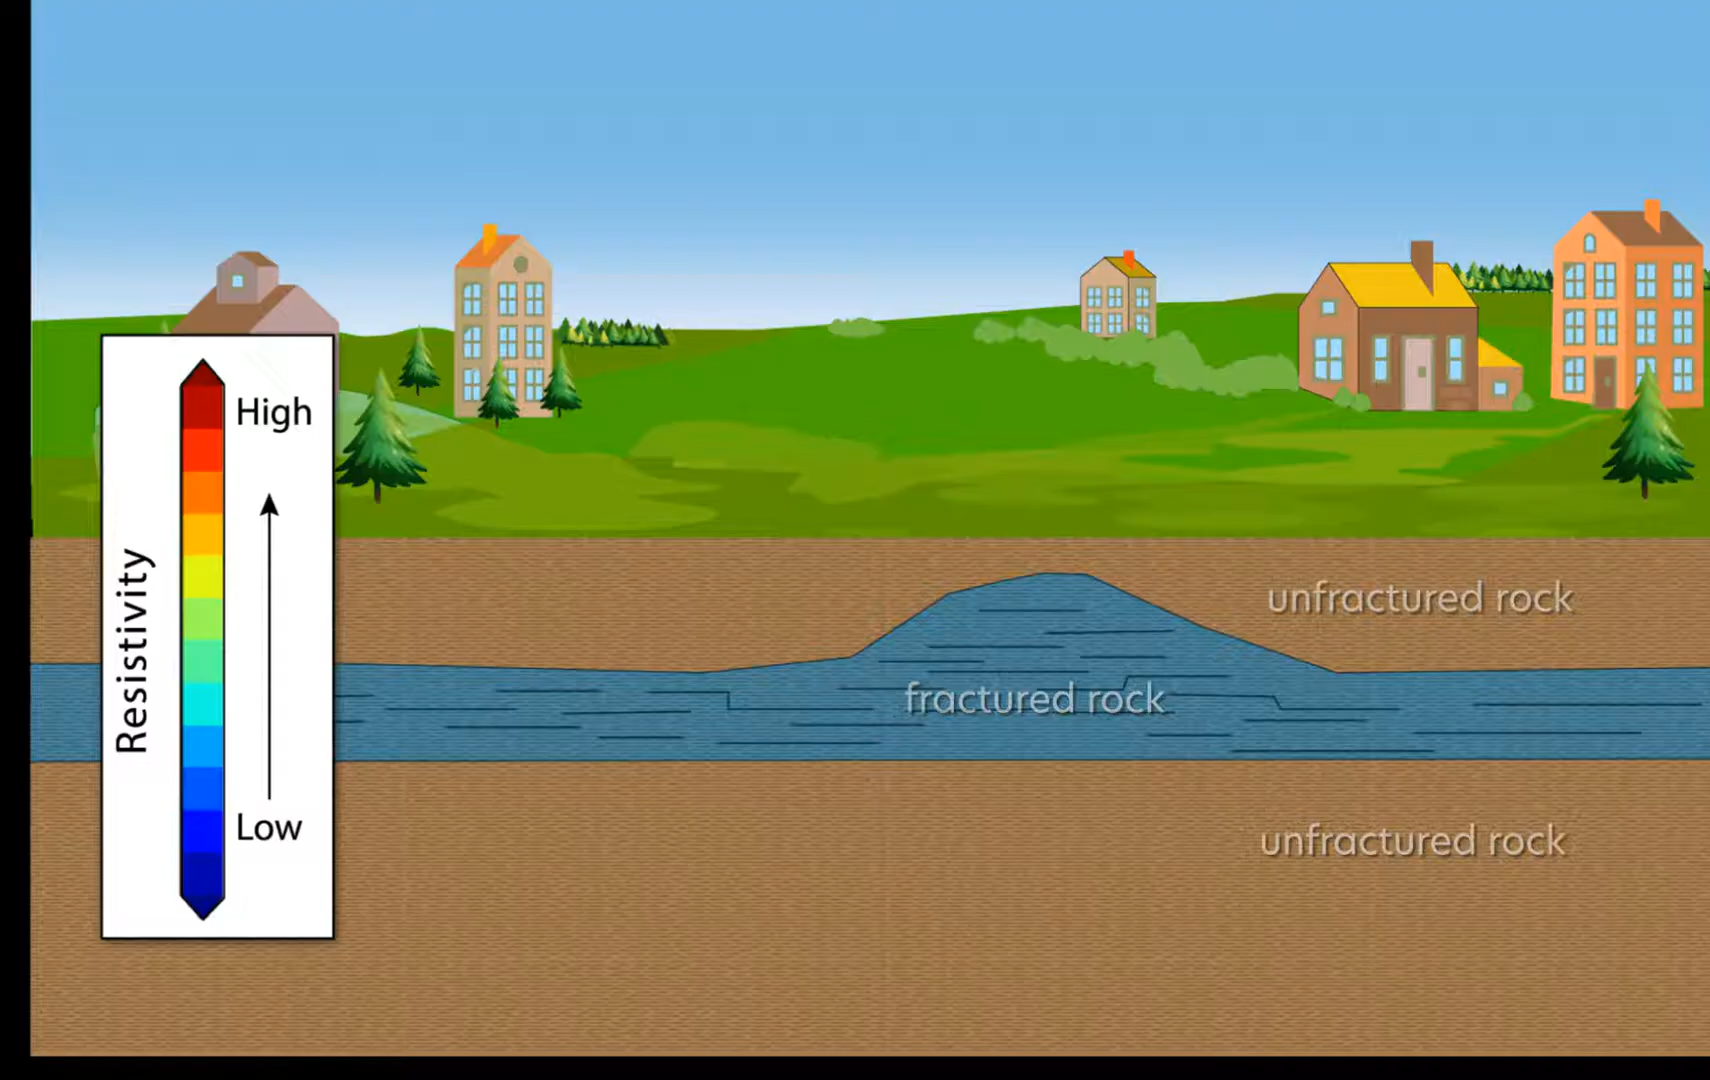 High
Resistivity
Low
unfractured rock
fractured rock
unfractured rock